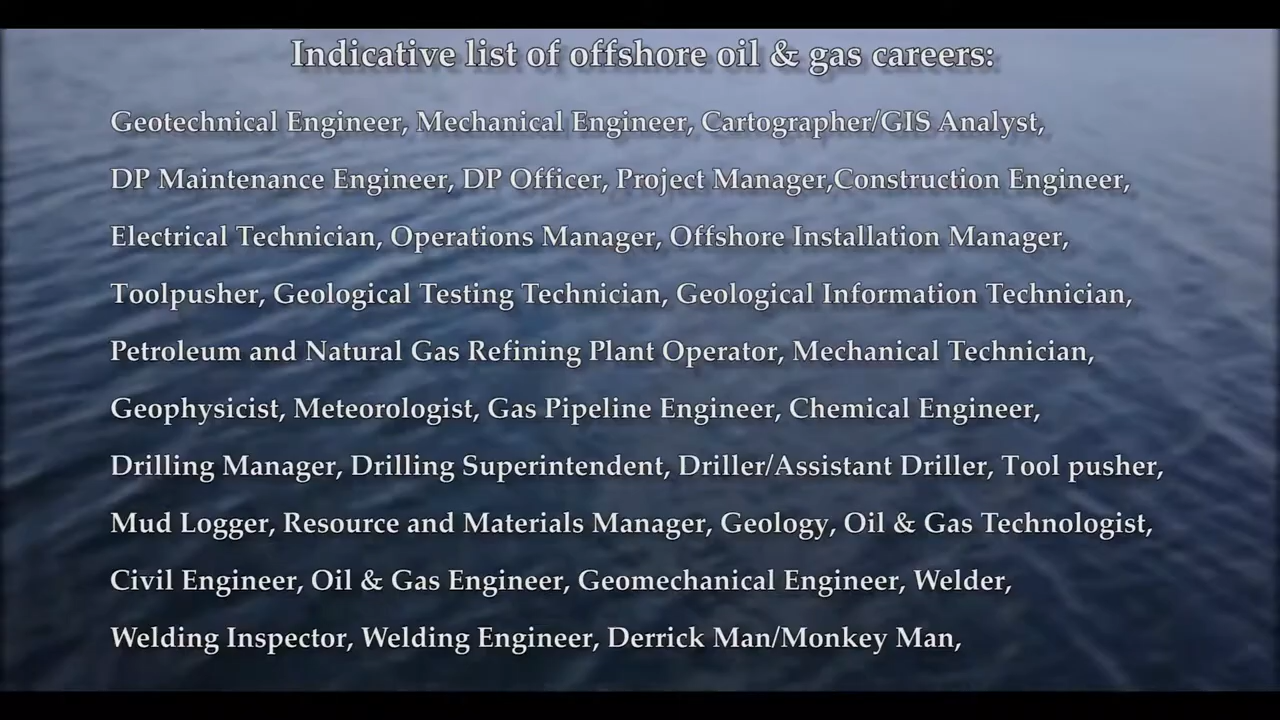 Indicative list of offshore oil & gas careers:
Geotechnical Engineer, Mechanical Engineer, Cartographer/GIS Analyst,
DP Maintenance Engineer, DP Officer, Project Manager,Construction Engineer,
Electrical Technician, Operations Manager, Offshore Installation Manager,
Toolpusher, Geological Testing Technician, Geological Information Technician,
Petroleum and Natural Gas Refining Plant Operator, Mechanical Technician,
Geophysicist, Meteorologist, Gas Pipeline Engineer, Chemical Engineer,
Drilling Manager, Drilling Superintendent, Driller/Assistant Driller, Tool pusher,
Mud Logger, Resource and Materials Manager, Geology, Oil & Gas Technologist,
Civil Engineer, Oil & Gas Engineer, Geomechanical Engineer, Welder,
Welding Inspector, Welding Engineer, Derrick Man/Monkey Man,